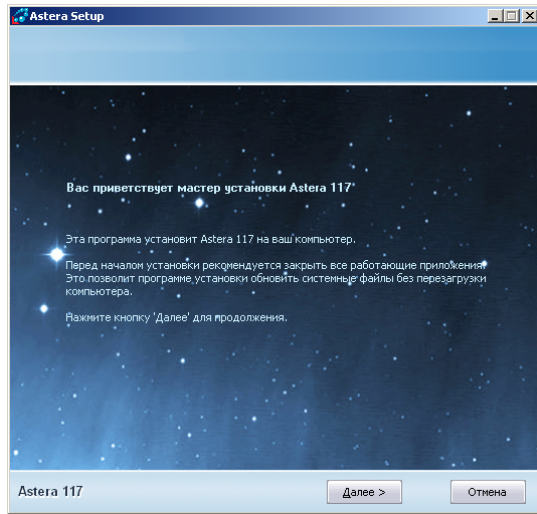 Astera Setup
Вас приветствует мастер установки Astera 117
Эта программа установит Astera 117 на ваш компьютер.
Перед началом установки рекомендуется закрыть все работающие приложения.
Это позволит программе установки обновить системные файлы без перезагрузки
компьютера.
Нажмите кнопку 'Далее' для продолжения.
Astera 117
Далее >
Отмена